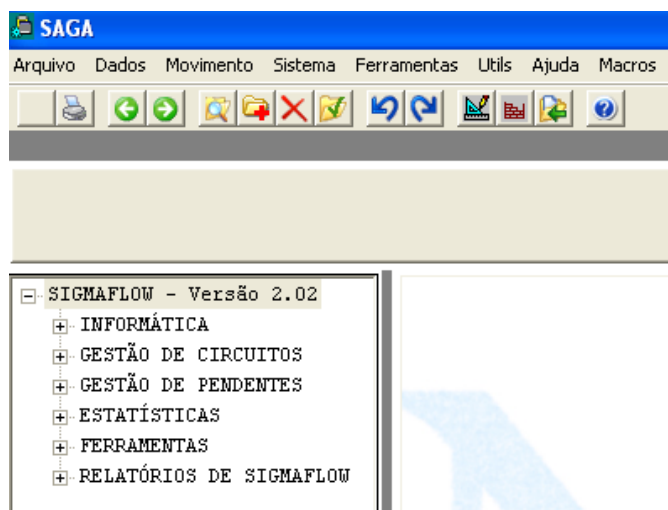 SAGA
Arquivo Dados Movimento Sistema Ferramentas Utils Ajuda Macros
SIGMAFLOW - Versão 2.02
INFORMÁTICA
GESTÃO DE CIRCUITOS
GESTÃO DE PENDENTES
ESTATÍSTICAS
FERRAMENTAS
RELATÓRIOS DE SIGMAFLOW